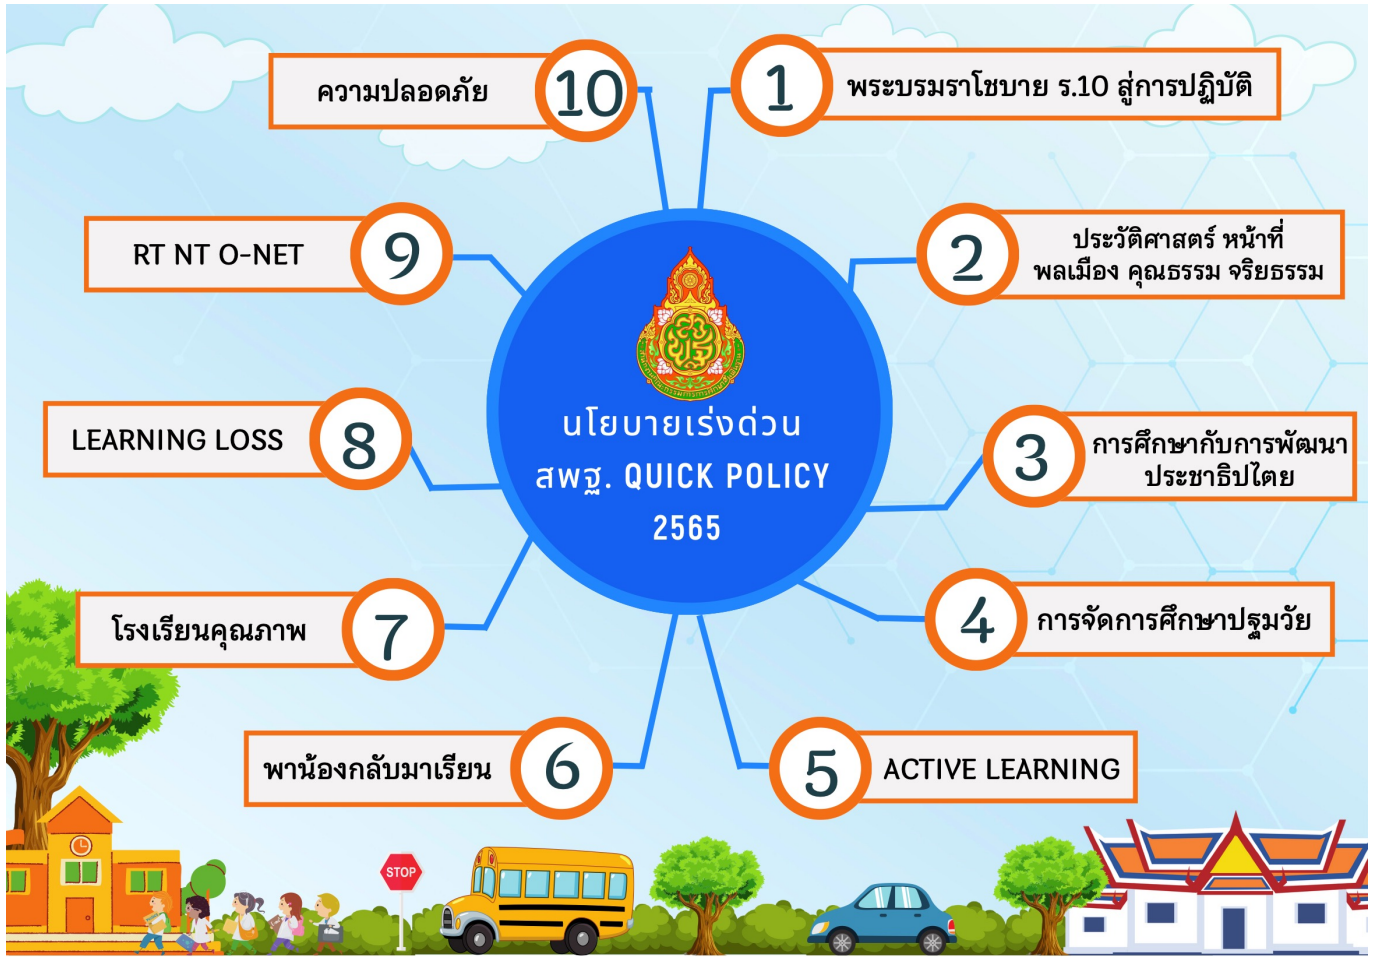 นโยบายเร่งด่วน
สพฐ. QUICK POLICY
2565
1
พระบรมราโชบาย ร.10 สู่การปฏิบัติ
2
ประวัติศาสตร์ หน้าที่
พลเมือง คุณธรรม จริยธรรม
3
การศึกษากับการพัฒนา
ประชาธิปไตย
4
การจัดการศึกษาปฐมวัย
5
ACTIVE LEARNING
6
พาน้องกลับมาเรียน
7
โรงเรียนคุณภาพ
8
LEARNING LOSS
9
RT NT O-NET
10
ความปลอดภัย
STOP